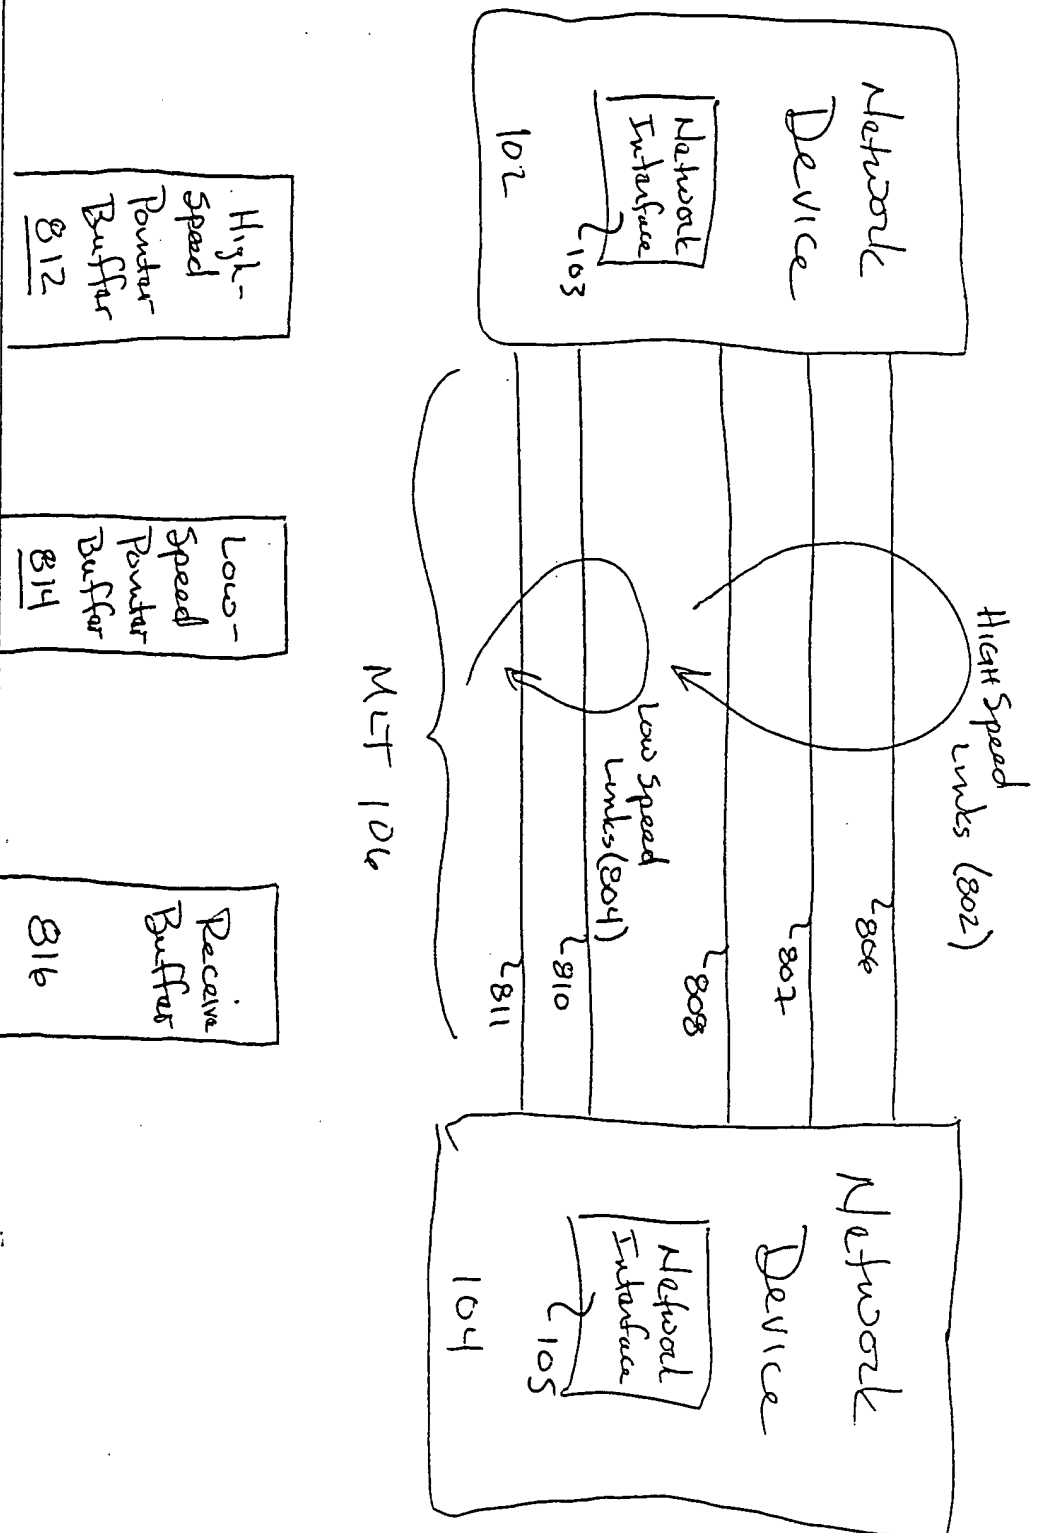 Network
Device
Network
Interface
103
102
High Speed
Links (802)
806
807
808
Low Speed
Links (804)
810
811
MLT 106
Network
Device
Network
Interface
105
104
High-
Speed
Pointer
Buffer
812
Low-
Speed
Pointer
Buffer
814
Receive
Buffer
816